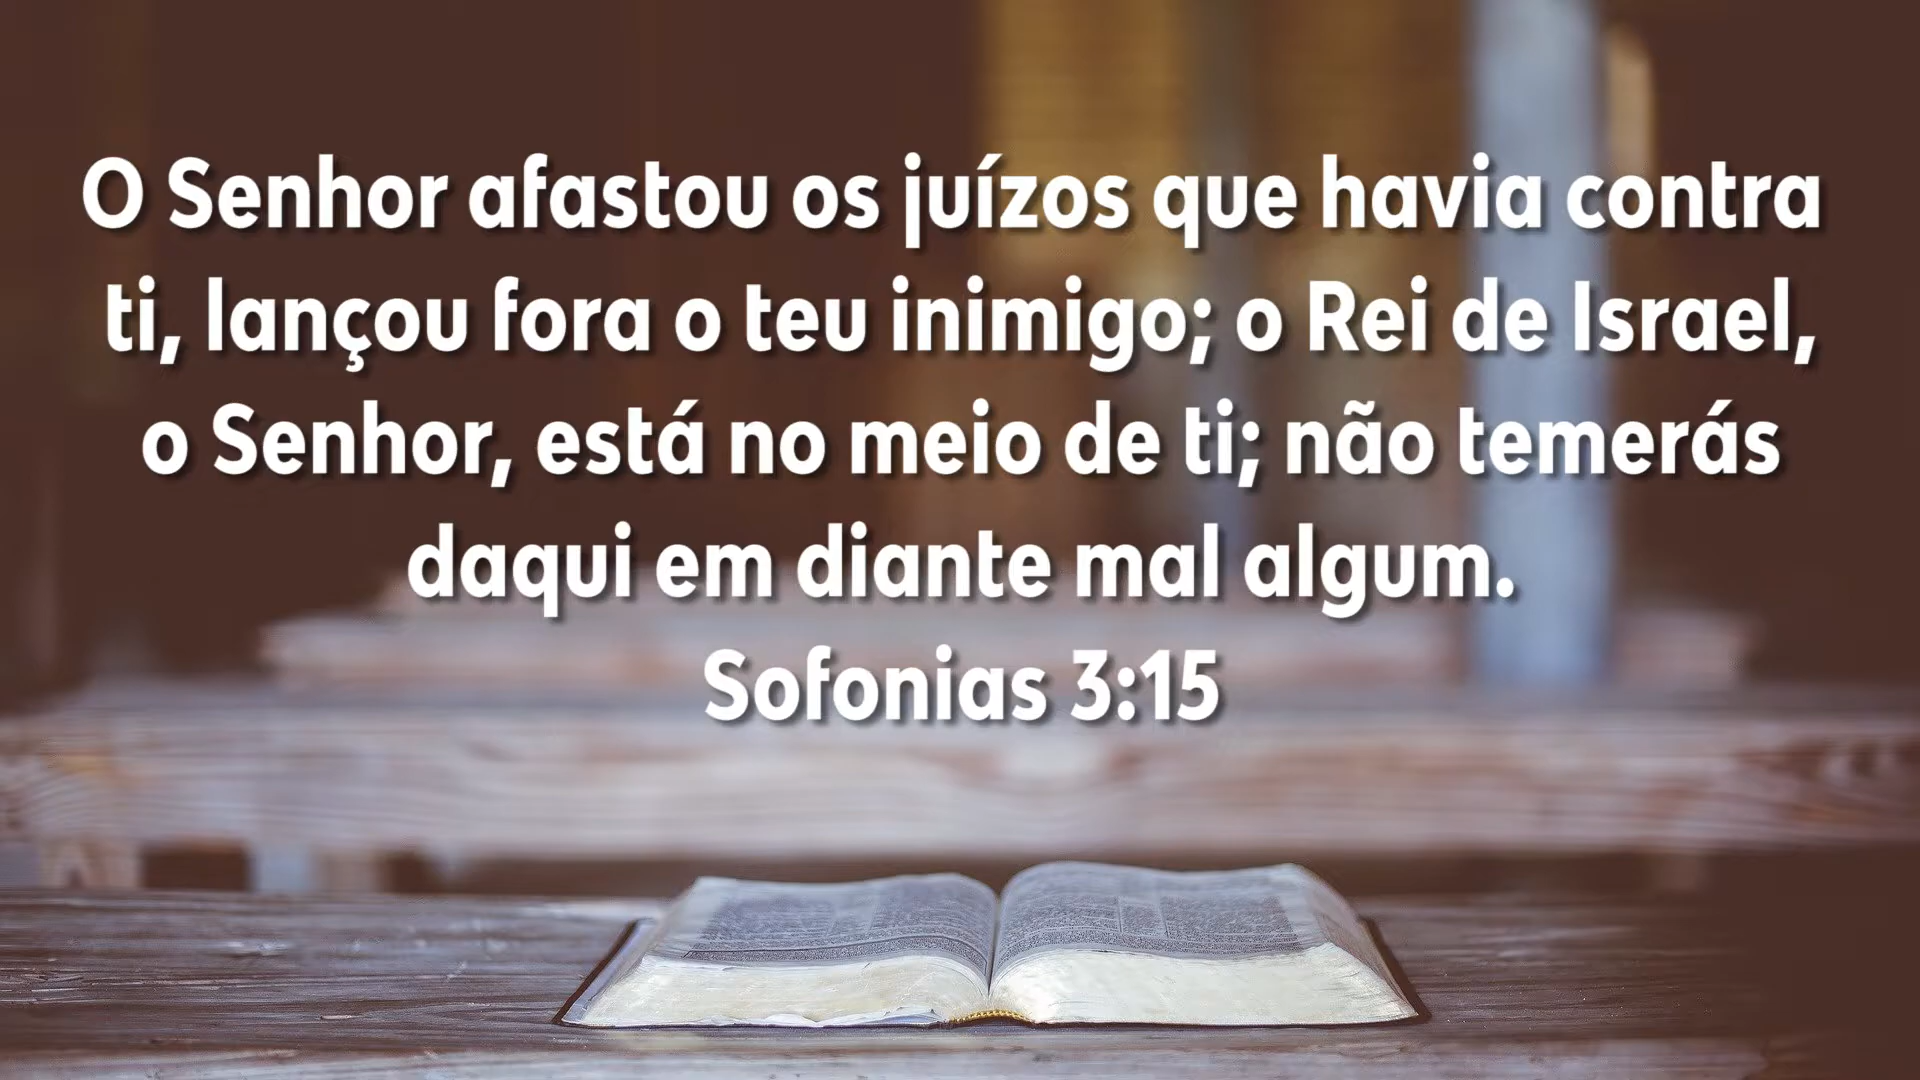 O Senhor afastou os juízos que havia contra
ti, lançou fora o teu inimigo; o Rei de Israel,
o Senhor, está no meio de ti; não temerás
daqui em diante mal algum.
Sofonias 3:15